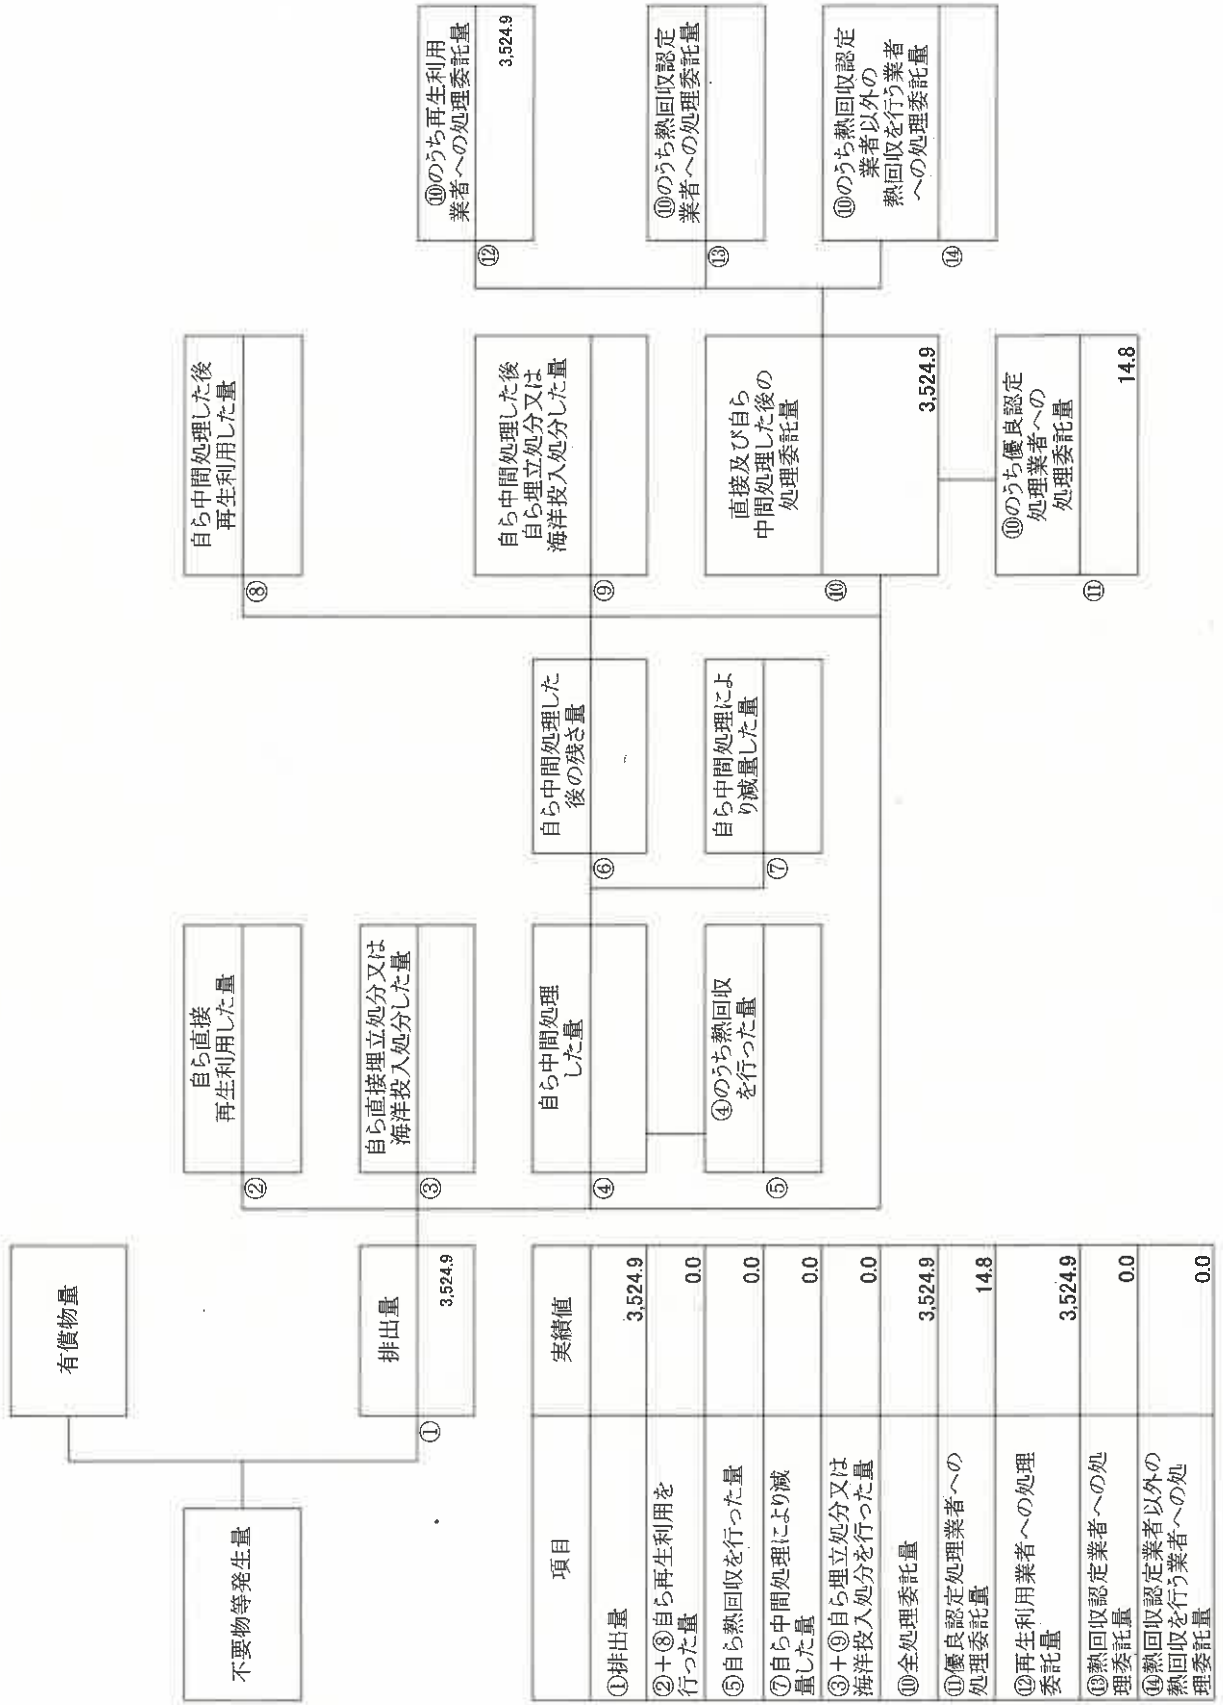 不要物等発生量
有償物量
①
排出量
3,524.9
②
自ら直接
再生利用した量
③
自ら直接埋立処分又は
海洋投入処分した量
④
自ら中間処理
した量
⑤
④のうち熱回収
を行った量
⑥
自ら中間処理した
後の残さ量
⑦
自ら中間処理によ
り減量した量
⑧
自ら中間処理した後
再生利用した量
⑨
自ら中間処理した後
自ら埋立処分又は
海洋投入処分した量
⑩
直接及び自ら
中間処理した後の
処理委託量
3,524.9
⑪
⑩のうち優良認定
処理業者への
処理委託量
14.8
⑫
⑩のうち再生利用
業者への処理委託量
3,524.9
⑬
⑩のうち熱回収認定
業者への処理委託量
⑭
⑩のうち熱回収認定
業者以外の
熱回収を行う業者
への処理委託量
項目 実績値
①排出量 3,524.9
②+⑧自ら再生利用を
行った量 0.0
⑤自ら熱回収を行った量 0.0
⑦自ら中間処理により減
量した量 0.0
③+⑨自ら埋立処分又は
海洋投入処分を行った量 0.0
⑩全処理委託量 3,524.9
⑪優良認定処理業者への
処理委託量 14.8
⑫再生利用業者への処理
委託量 3,524.9
⑬熱回収認定業者への処
理委託量 0.0
⑭熱回収認定業者以外の
熱回収を行う業者への処
理委託量 0.0